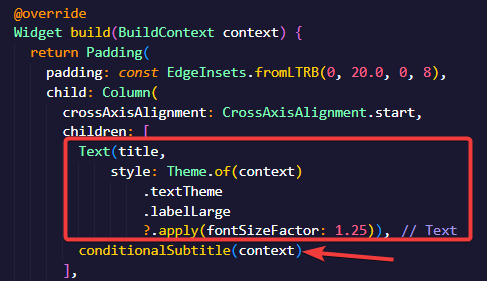 @override
Widget build(BuildContext context) {
return Padding(
padding: const EdgeInsets.fromLTRB(0, 20.0, 0, 8),
child: Column(
crossAxisAlignment: CrossAxisAlignment.start,
children: [
Text(title,
style: Theme.of(context)
.textTheme
.labelLarge
?.apply(fontSizeFactor: 1.25)), // Text
conditionalSubtitle(context)
],